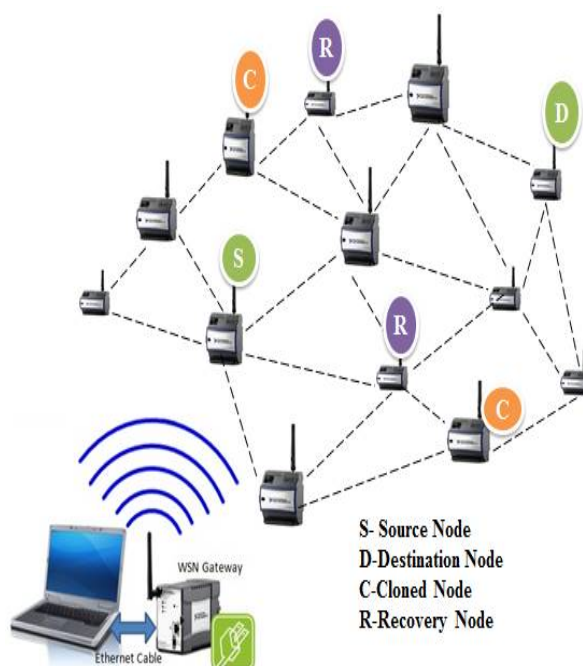 R
C
D
S
R
C
S- Source Node
D-Destination Node
C-Cloned Node
R-Recovery Node
WSN Gateway
Ethernet Cable